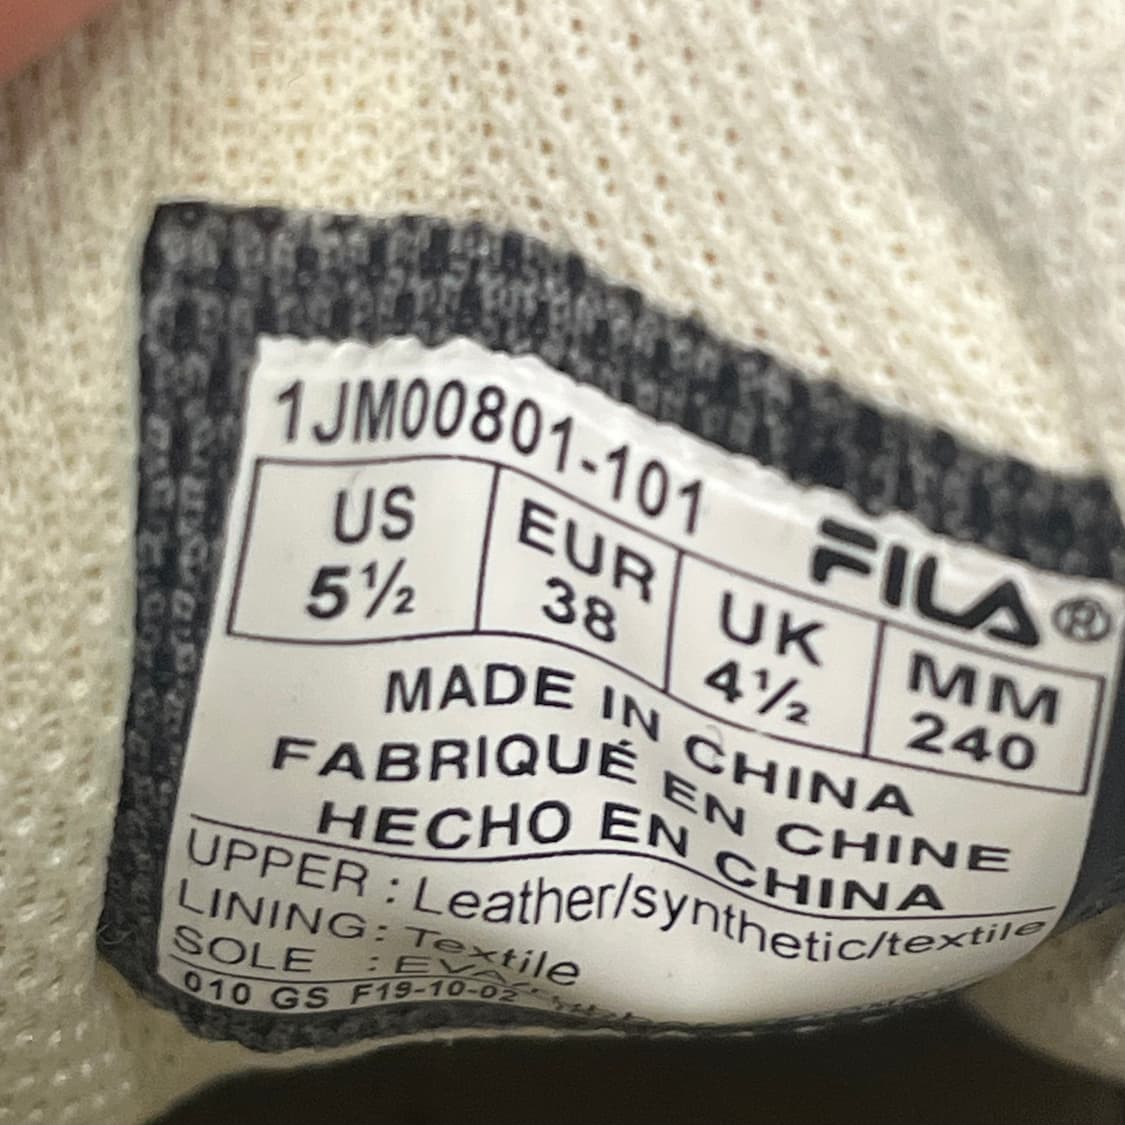 1JM00801-101
FILA®
US EUR UK MM
5½ 38 4½ 240
MADE IN CHINA
FABRIQUÉ EN CHINE
HECHO EN CHINA
UPPER : Leather/synthetic/textile
LINING: Textile
SOLE : EVA
010 GS F19-10-02